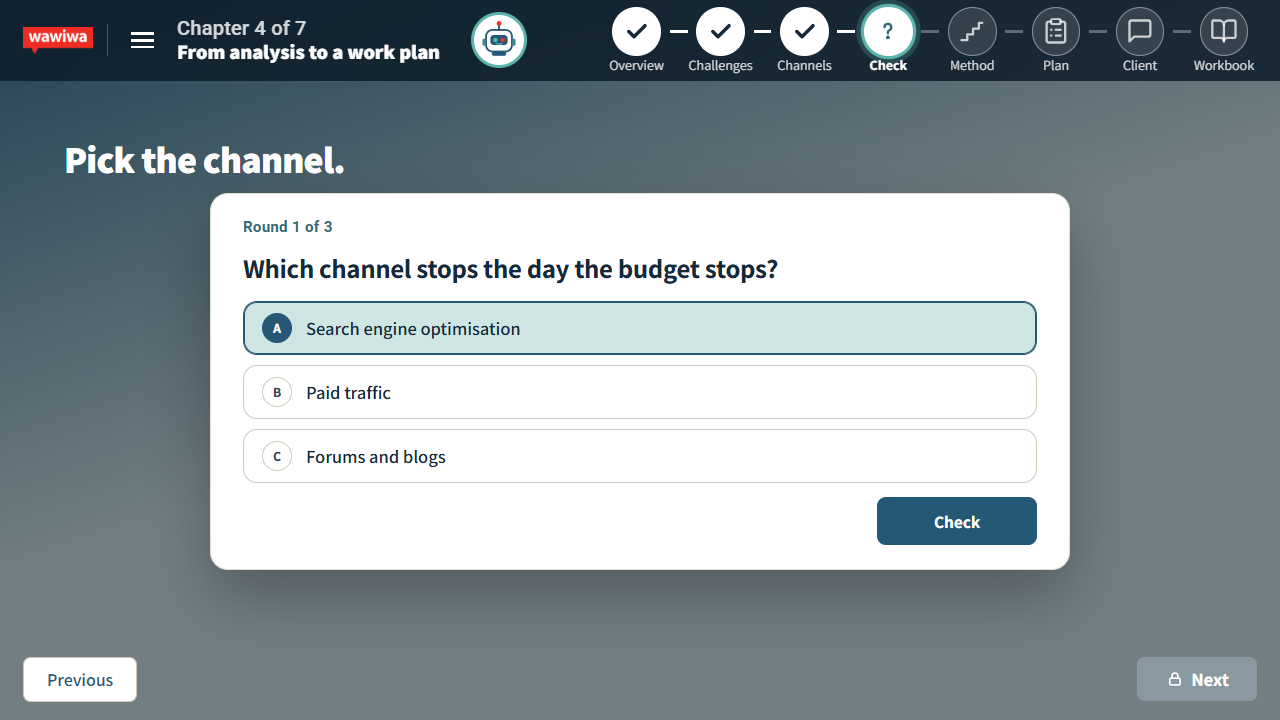 wawiwa
Chapter 4 of 7
From analysis to a work plan
?
Overview
Challenges
Channels
Check
Method
Plan
Client
Workbook
Pick the channel.
Round 1 of 3
Which channel stops the day the budget stops?
A Search engine optimisation
B Paid traffic
C Forums and blogs
Check
Previous
Next